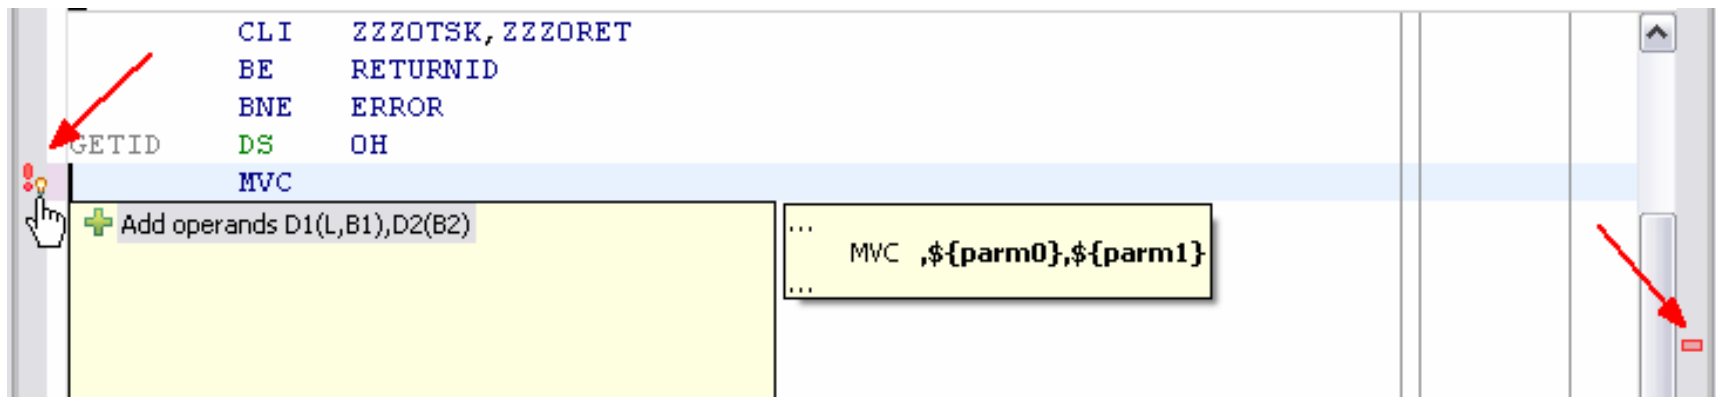 CLI ZZZOTSK,ZZZORET
BE RETURNID
BNE ERROR
GETID DS OH
MVC
Add operands D1(L,B1),D2(B2)
...
MVC ,${parm0},${parm1}
...